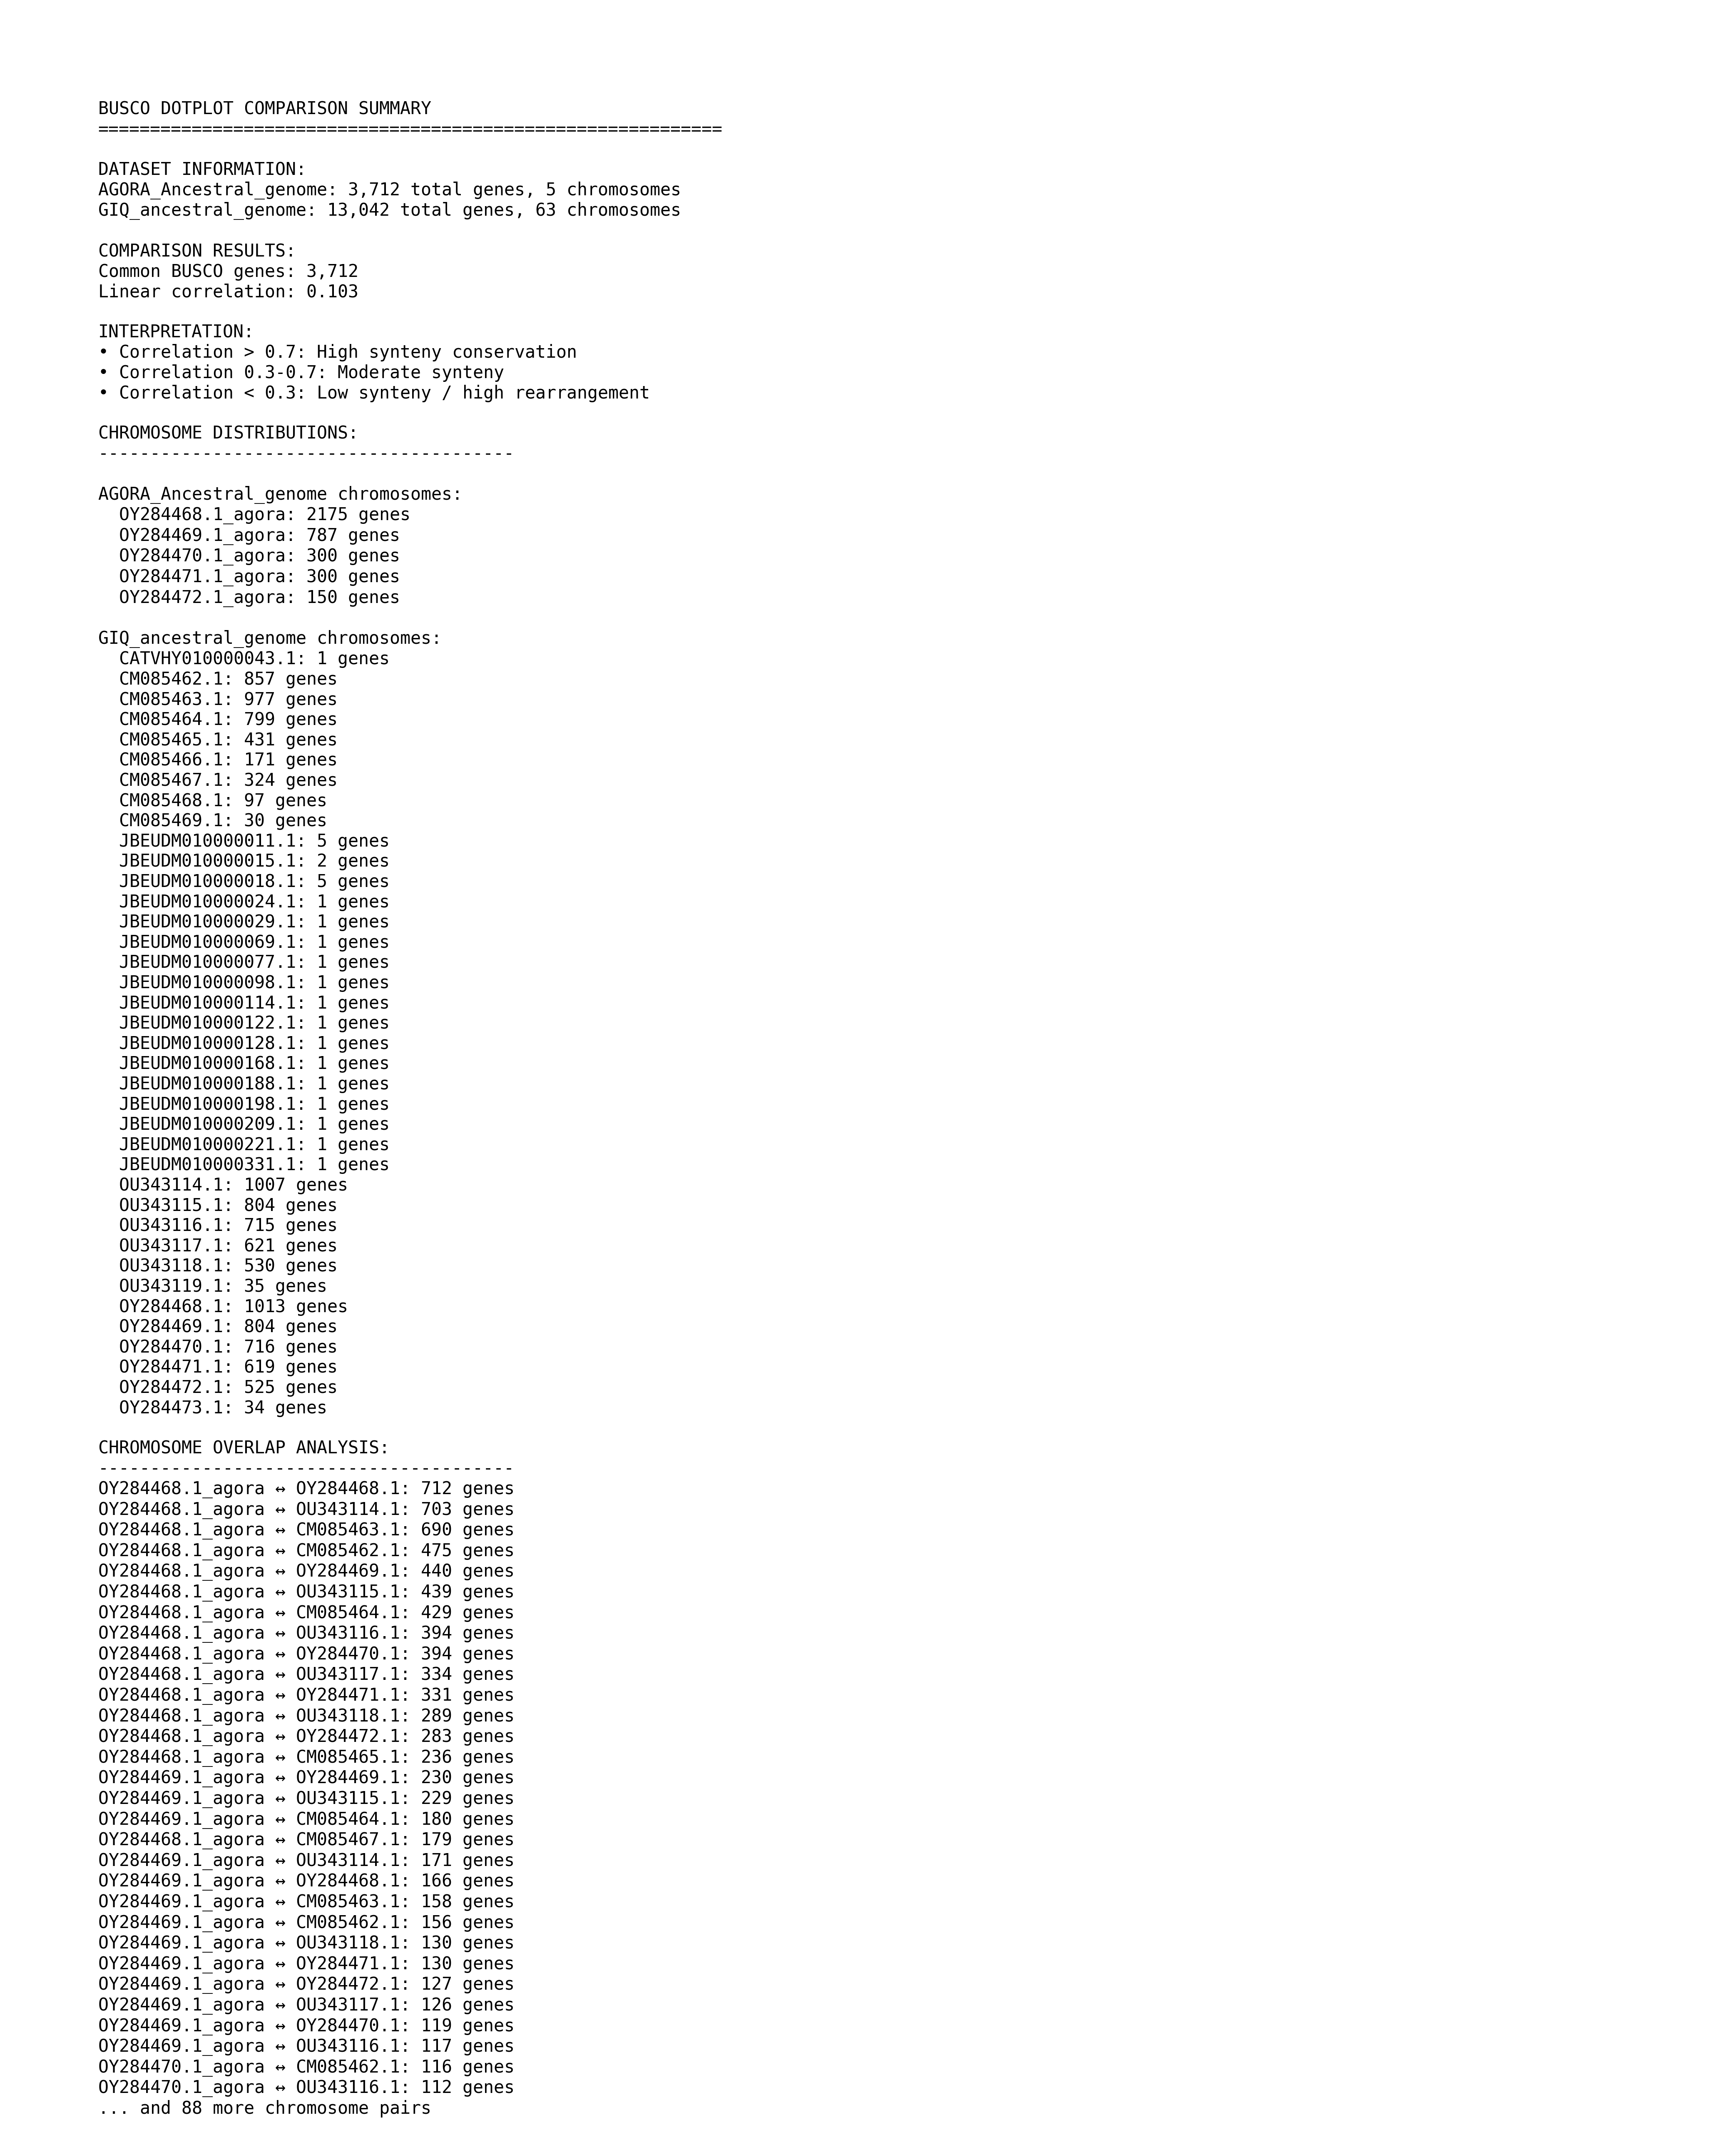 BUSCO DOTPLOT COMPARISON SUMMARY
============================================================
DATASET INFORMATION:
AGORA_Ancestral_genome: 3,712 total genes, 5 chromosomes
GIQ_ancestral_genome: 13,042 total genes, 63 chromosomes
COMPARISON RESULTS:
Common BUSCO genes: 3,712
Linear correlation: 0.103
INTERPRETATION:
• Correlation > 0.7: High synteny conservation
• Correlation 0.3-0.7: Moderate synteny
• Correlation < 0.3: Low synteny / high rearrangement
CHROMOSOME DISTRIBUTIONS:
----------------------------------------
AGORA_Ancestral_genome chromosomes:
OY284468.1_agora: 2175 genes
OY284469.1_agora: 787 genes
OY284470.1_agora: 300 genes
OY284471.1_agora: 300 genes
OY284472.1_agora: 150 genes
GIQ_ancestral_genome chromosomes:
CATVHY010000043.1: 1 genes
CM085462.1: 857 genes
CM085463.1: 977 genes
CM085464.1: 799 genes
CM085465.1: 431 genes
CM085466.1: 171 genes
CM085467.1: 324 genes
CM085468.1: 97 genes
CM085469.1: 30 genes
JBEUDM010000011.1: 5 genes
JBEUDM010000015.1: 2 genes
JBEUDM010000018.1: 5 genes
JBEUDM010000024.1: 1 genes
JBEUDM010000029.1: 1 genes
JBEUDM010000069.1: 1 genes
JBEUDM010000077.1: 1 genes
JBEUDM010000098.1: 1 genes
JBEUDM010000114.1: 1 genes
JBEUDM010000122.1: 1 genes
JBEUDM010000128.1: 1 genes
JBEUDM010000168.1: 1 genes
JBEUDM010000188.1: 1 genes
JBEUDM010000198.1: 1 genes
JBEUDM010000209.1: 1 genes
JBEUDM010000221.1: 1 genes
JBEUDM010000331.1: 1 genes
OU343114.1: 1007 genes
OU343115.1: 804 genes
OU343116.1: 715 genes
OU343117.1: 621 genes
OU343118.1: 530 genes
OU343119.1: 35 genes
OY284468.1: 1013 genes
OY284469.1: 804 genes
OY284470.1: 716 genes
OY284471.1: 619 genes
OY284472.1: 525 genes
OY284473.1: 34 genes
CHROMOSOME OVERLAP ANALYSIS:
----------------------------------------
OY284468.1_agora ↔ OY284468.1: 712 genes
OY284468.1_agora ↔ OU343114.1: 703 genes
OY284468.1_agora ↔ CM085463.1: 690 genes
OY284468.1_agora ↔ CM085462.1: 475 genes
OY284468.1_agora ↔ OY284469.1: 440 genes
OY284468.1_agora ↔ OU343115.1: 439 genes
OY284468.1_agora ↔ CM085464.1: 429 genes
OY284468.1_agora ↔ OU343116.1: 394 genes
OY284468.1_agora ↔ OY284470.1: 394 genes
OY284468.1_agora ↔ OU343117.1: 334 genes
OY284468.1_agora ↔ OY284471.1: 331 genes
OY284468.1_agora ↔ OU343118.1: 289 genes
OY284468.1_agora ↔ OY284472.1: 283 genes
OY284468.1_agora ↔ CM085465.1: 236 genes
OY284469.1_agora ↔ OY284469.1: 230 genes
OY284469.1_agora ↔ OU343115.1: 229 genes
OY284469.1_agora ↔ CM085464.1: 180 genes
OY284468.1_agora ↔ CM085467.1: 179 genes
OY284469.1_agora ↔ OU343114.1: 171 genes
OY284469.1_agora ↔ OY284468.1: 166 genes
OY284469.1_agora ↔ CM085463.1: 158 genes
OY284469.1_agora ↔ CM085462.1: 156 genes
OY284469.1_agora ↔ OU343118.1: 130 genes
OY284469.1_agora ↔ OY284471.1: 130 genes
OY284469.1_agora ↔ OY284472.1: 127 genes
OY284469.1_agora ↔ OU343117.1: 126 genes
OY284469.1_agora ↔ OY284470.1: 119 genes
OY284469.1_agora ↔ OU343116.1: 117 genes
OY284470.1_agora ↔ CM085462.1: 116 genes
OY284470.1_agora ↔ OU343116.1: 112 genes
... and 88 more chromosome pairs